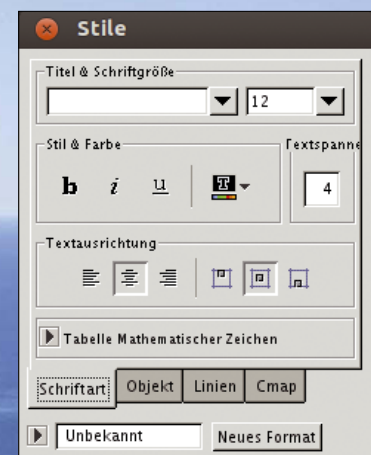 Stile
Titel & Schriftgröße
12
Stil & Farbe Textspanne
b i u T 4
Textausrichtung
Tabelle Mathematischer Zeichen
Schriftart Objekt Linien Cmap
Unbekannt Neues Format